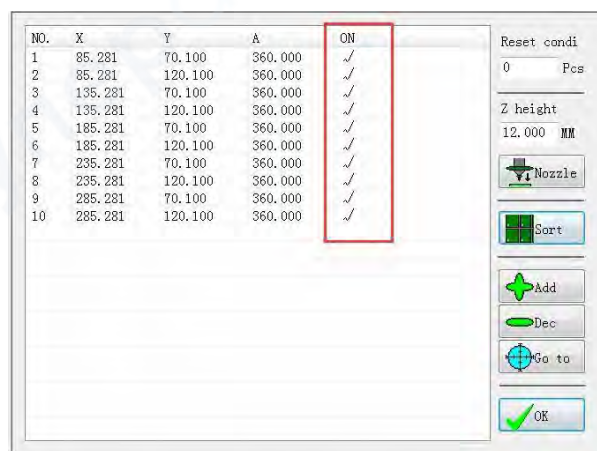 NO. X Y A ON
1 85.281 70.100 360.000 √
2 85.281 120.100 360.000 √
3 135.281 70.100 360.000 √
4 135.281 120.100 360.000 √
5 185.281 70.100 360.000 √
6 185.281 120.100 360.000 √
7 235.281 70.100 360.000 √
8 235.281 120.100 360.000 √
9 285.281 70.100 360.000 √
10 285.281 120.100 360.000 √
Reset condi
0 Pcs
Z height
12.000 MM
Nozzle
Sort
Add
Dec
Go to
OK